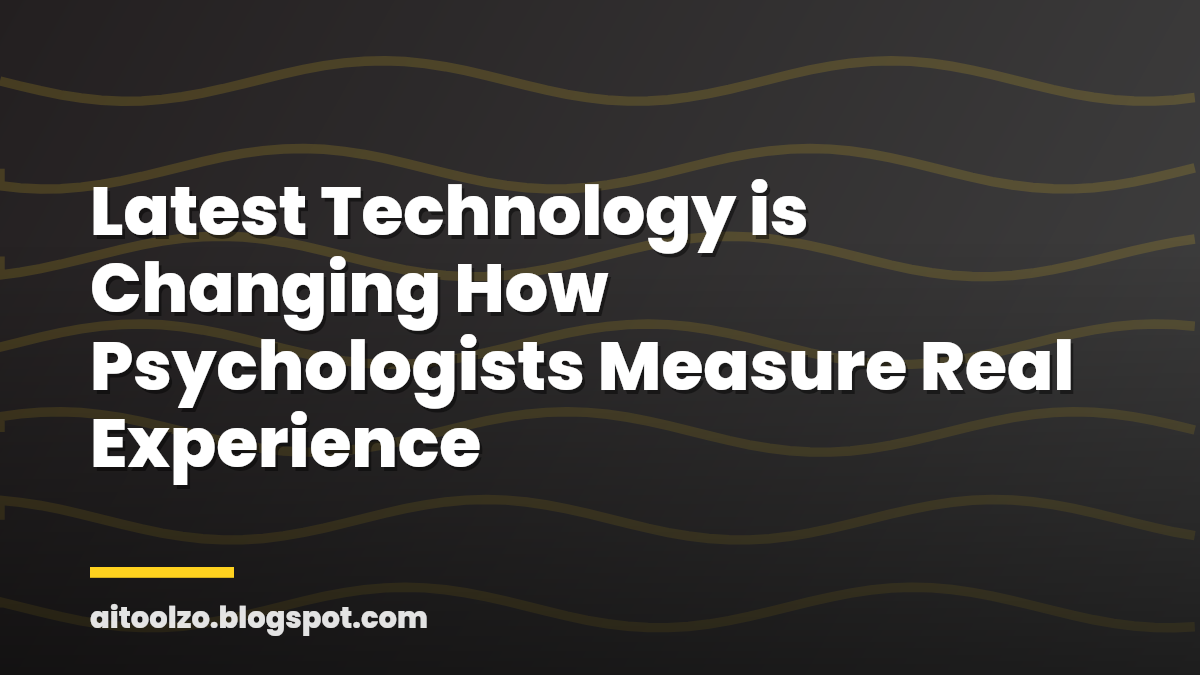 Latest Technology is
Changing How
Psychologists Measure Real
Experience
aitoolzo.blogspot.com